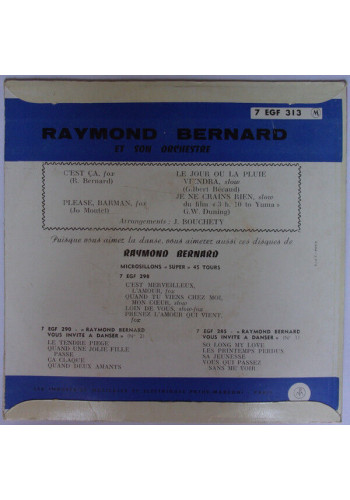 7 EGF 313 M
RAYMOND BERNARD
ET SON ORCHESTRE
C'EST ÇA, fox
(R. Bernard)
PLEASE, BARMAN, fox
(Jo Moutet)
LE JOUR OU LA PLUIE
VIENDRA, slow
(Gilbert Bécaud)
JE NE CRAINS RIEN, slow
du film « 3 h. 10 to Yuma »
G.W. Duning)
Arrangements : J. BOUCHETY
Puisque vous aimez la danse, vous aimerez aussi ces disques de
RAYMOND BERNARD
MICROSILLONS « SUPER » 45 TOURS
7 EGF 298
C'EST MERVEILLEUX,
L'AMOUR, fox
QUAND TU VIENS CHEZ MOI,
MON CŒUR, slow
LOIN DE VOUS, slow-fox
PRENEZ L'AMOUR QUI VIENT,
fox
7 EGF 290 - « RAYMOND BERNARD
VOUS INVITE A DANSER »
LE TENDRE PIEGE
QUAND UNE JOLIE FILLE
PASSE
LA CLAQUE
QUAND DEUX AMANTS
7 EGF 285 - « RAYMOND BERNARD
VOUS INVITE A DANSER »
SO LONG MY LOVE
LES PRINTEMPS PERDUS
SA JEUNESSE
VOUS QUI PASSEZ
SANS ME VOIR